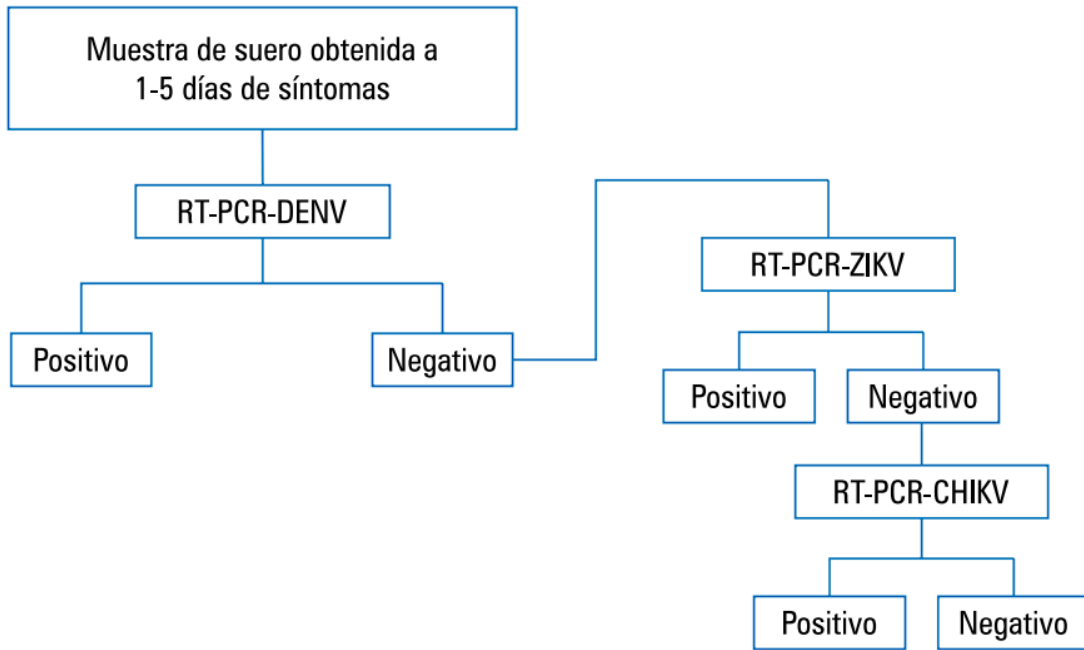 Muestra de suero obtenida a
1-5 días de síntomas
RT-PCR-DENV
Positivo
Negativo
RT-PCR-ZIKV
Positivo
Negativo
RT-PCR-CHIKV
Positivo
Negativo